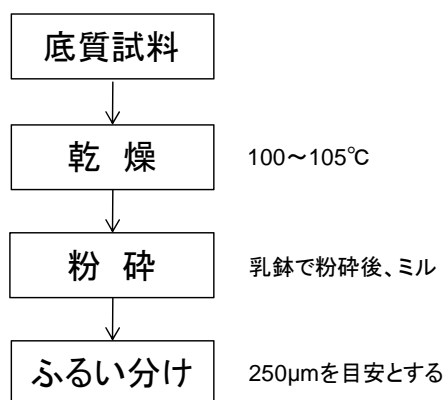 底質試料
乾 燥
100~105℃
粉 砕
乳鉢で粉砕後、ミル
ふるい分け
250μmを目安とする